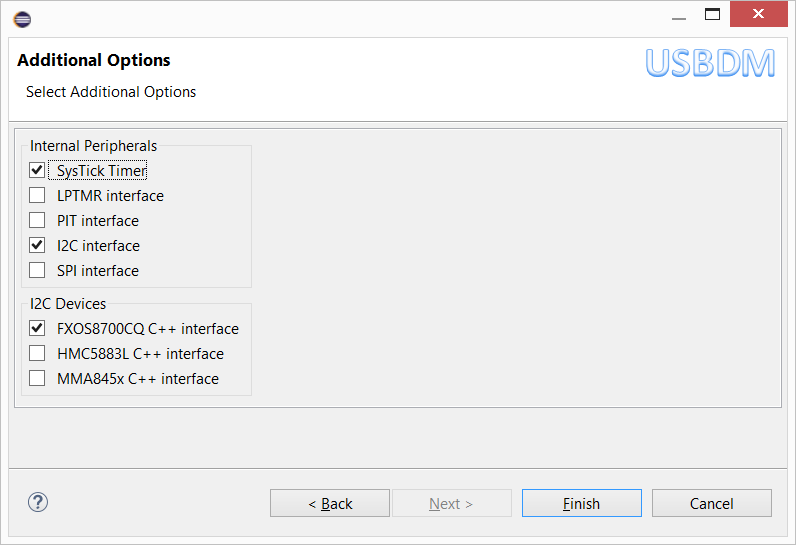 Additional Options
USBDM
Select Additional Options
Internal Peripherals
SysTick Timer
LPTMR interface
PIT interface
I2C interface
SPI interface
I2C Devices
FXOS8700CQ C++ interface
HMC5883L C++ interface
MMA845x C++ interface
?
< Back
Next >
Finish
Cancel